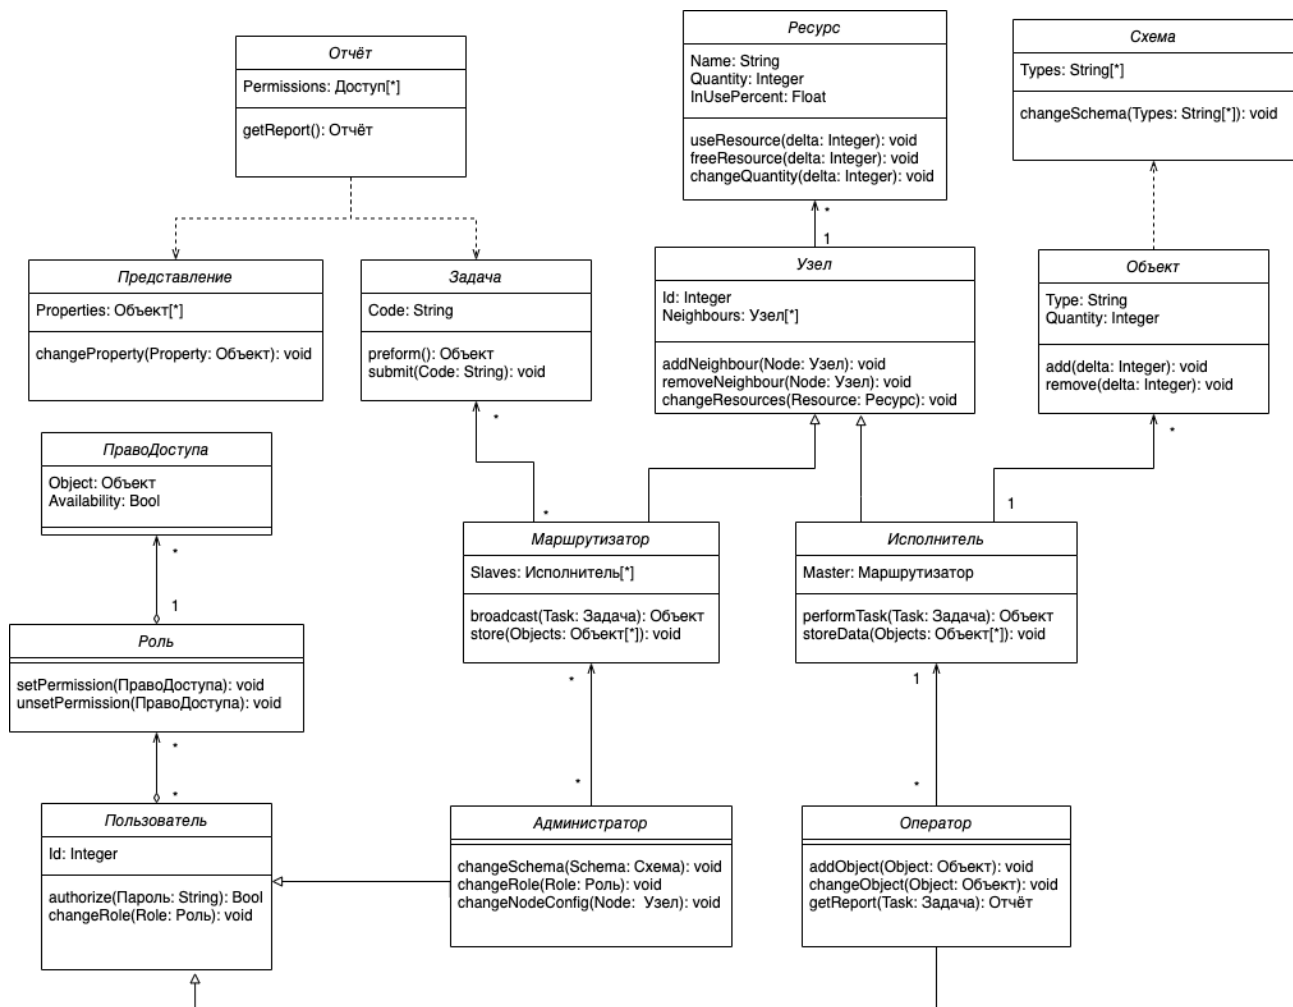 Отчёт
Permissions: Доступ[*]
getReport(): Отчёт
Ресурс
Name: String
Quantity: Integer
InUsePercent: Float
useResource(delta: Integer): void
freeResource(delta: Integer): void
changeQuantity(delta: Integer): void
*
1
Схема
Types: String[*]
changeSchema(Types: String[*]): void
Представление
Properties: Объект[*]
changeProperty(Property: Объект): void
Задача
Code: String
preform(): Объект
submit(Code: String): void
*
*
Узел
Id: Integer
Neighbours: Узел[*]
addNeighbour(Node: Узел): void
removeNeighbour(Node: Узел): void
changeResources(Resource: Ресурс): void
Объект
Type: String
Quantity: Integer
add(delta: Integer): void
remove(delta: Integer): void
*
1
ПравоДоступа
Object: Объект
Availability: Bool
*
1
Маршрутизатор
Slaves: Исполнитель[*]
broadcast(Task: Задача): Объект
store(Objects: Объект[*]): void
*
*
Исполнитель
Master: Маршрутизатор
performTask(Task: Задача): Объект
storeData(Objects: Объект[*]): void
1
*
Роль
setPermission(ПравоДоступа): void
unsetPermission(ПравоДоступа): void
*
*
Пользователь
Id: Integer
authorize(Пароль: String): Bool
changeRole(Role: Роль): void
Администратор
changeSchema(Schema: Схема): void
changeRole(Role: Роль): void
changeNodeConfig(Node: Узел): void
Оператор
addObject(Object: Объект): void
changeObject(Object: Объект): void
getReport(Task: Задача): Отчёт